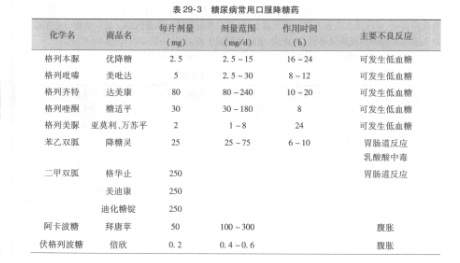 表29-3 糖尿病常用口服降糖药
化学名 商品名 每片剂量（mg） 剂量范围（mg/d） 作用时间（h） 主要不良反应
格列本脲 优降糖 2.5 2.5~15 16~24 可发生低血糖
格列吡嗪 美吡达 5 2.5~30 8~12 可发生低血糖
格列齐特 达美康 80 80~240 10~20 可发生低血糖
格列喹酮 糖适平 30 30~180 8 可发生低血糖
格列美脲 亚莫利、万苏平 2 1~8 24 可发生低血糖
苯乙双胍 降糖灵 25 25~75 6~10 胃肠道反应
乳酸酸中毒
二甲双胍 格华止 250 胃肠道反应
美迪康 250
迪化糖锭 250
阿卡波糖 拜唐苹 50 100~300 腹胀
伏格列波糖 倍欣 0.2 0.4~0.6 腹胀